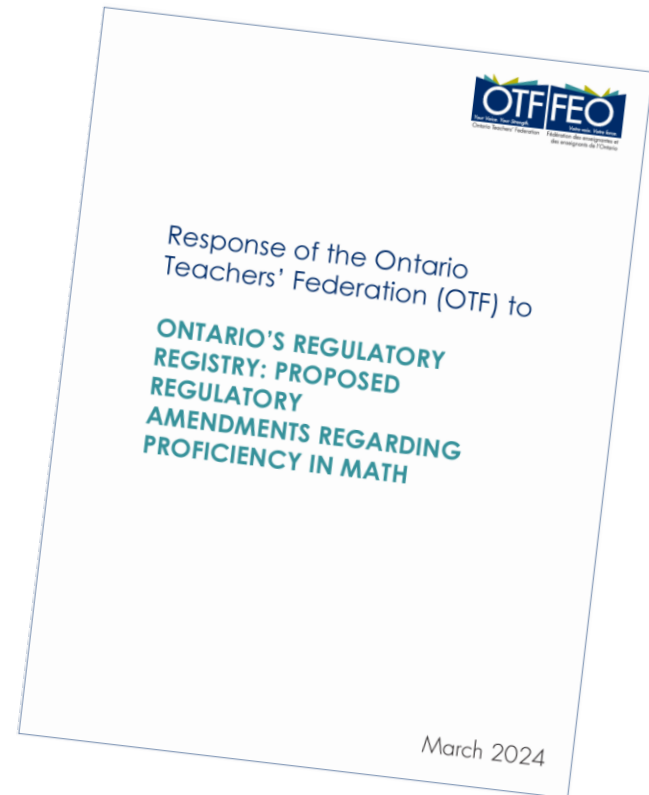 OTF FEO
Your Voice. Your Strength.
Votre voix. Votre force.
Ontario Teachers' Federation
Fédération des enseignantes et
des enseignants de l'Ontario
Response of the Ontario
Teachers' Federation (OTF) to
ONTARIO'S REGULATORY
REGISTRY: PROPOSED
REGULATORY
AMENDMENTS REGARDING
PROFICIENCY IN MATH
March 2024